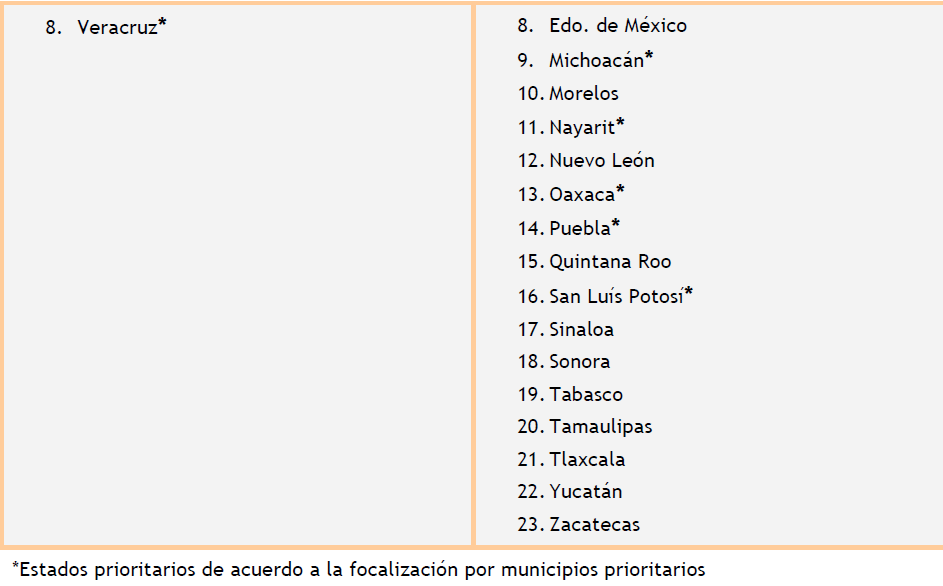 8. Veracruz*
8. Edo. de México
9. Michoacán*
10. Morelos
11. Nayarit*
12. Nuevo León
13. Oaxaca*
14. Puebla*
15. Quintana Roo
16. San Luís Potosí*
17. Sinaloa
18. Sonora
19. Tabasco
20. Tamaulipas
21. Tlaxcala
22. Yucatán
23. Zacatecas
*Estados prioritarios de acuerdo a la focalización por municipios prioritarios